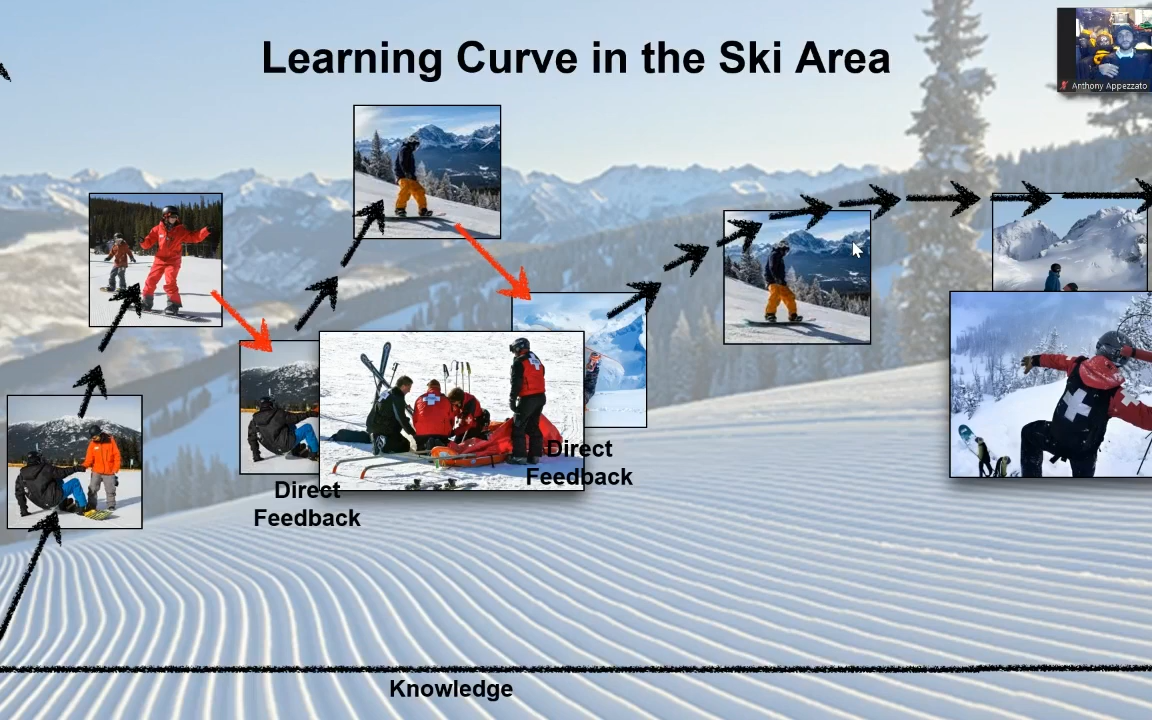 Learning Curve in the Ski Area
Anthony Appezzato
Direct
Feedback
Direct
Feedback
Knowledge